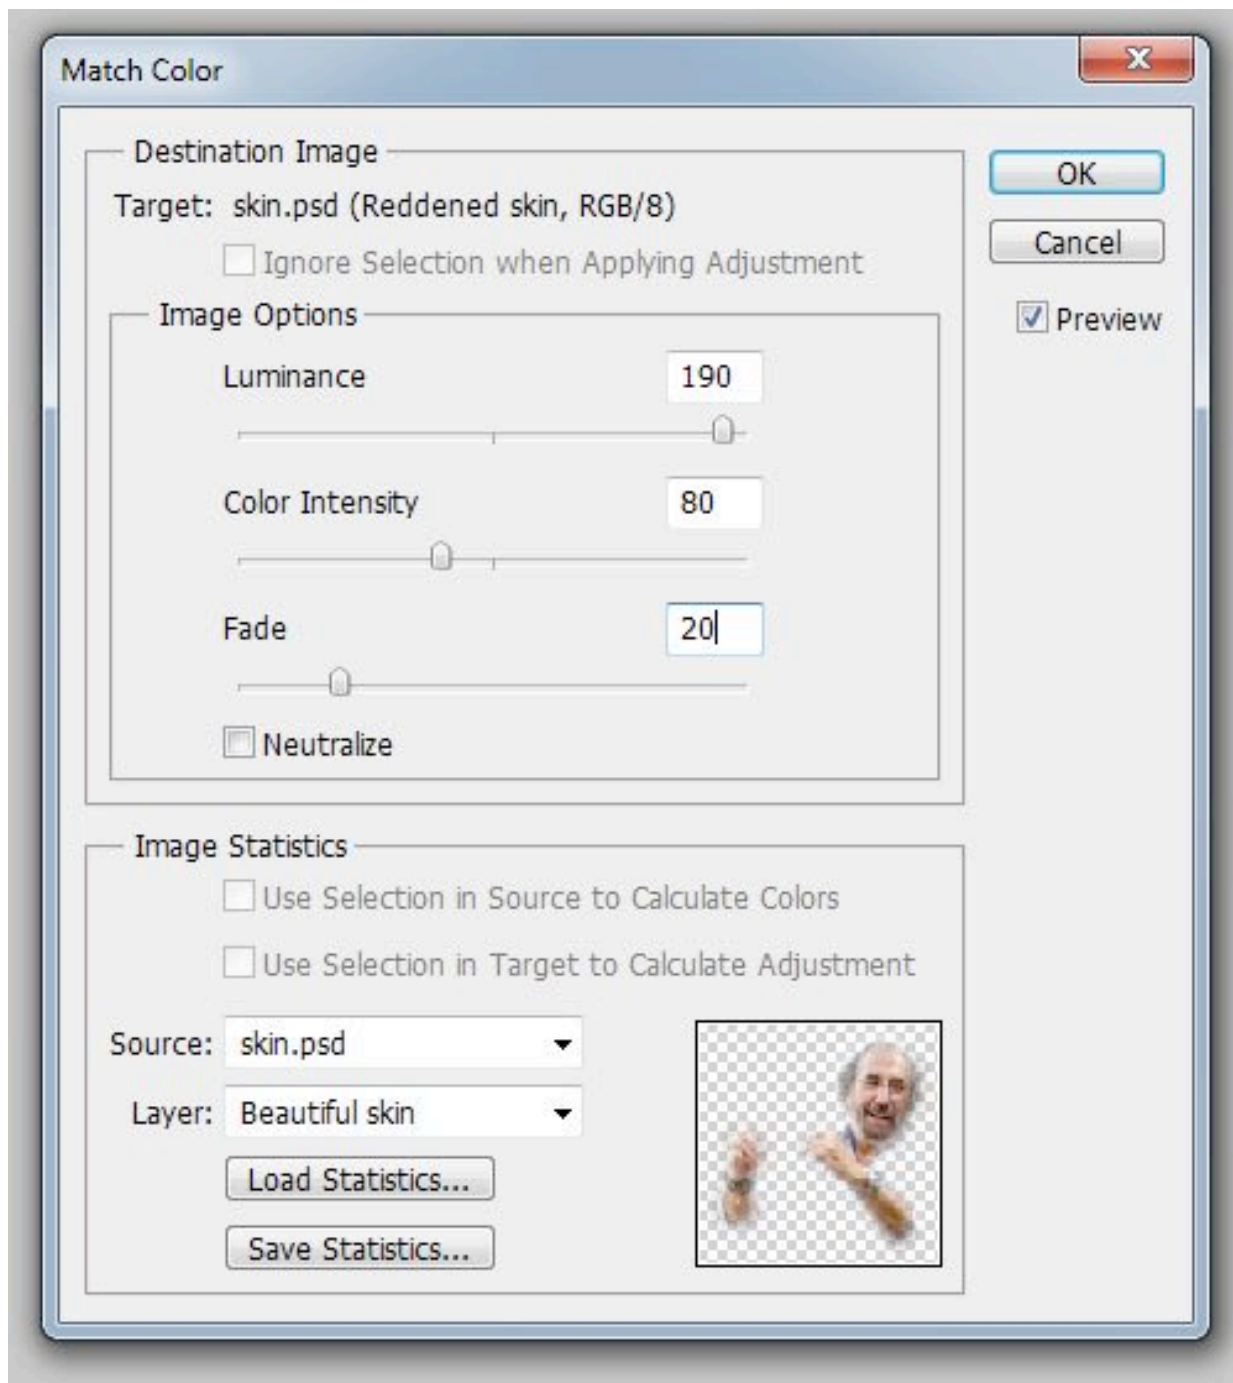 Match Color
Destination Image
Target: skin.psd (Reddened skin, RGB/8)
Ignore Selection when Applying Adjustment
Image Options
Luminance 190
Color Intensity 80
Fade 20
Neutralize
OK
Cancel
Preview
Image Statistics
Use Selection in Source to Calculate Colors
Use Selection in Target to Calculate Adjustment
Source: skin.psd
Layer: Beautiful skin
Load Statistics...
Save Statistics...